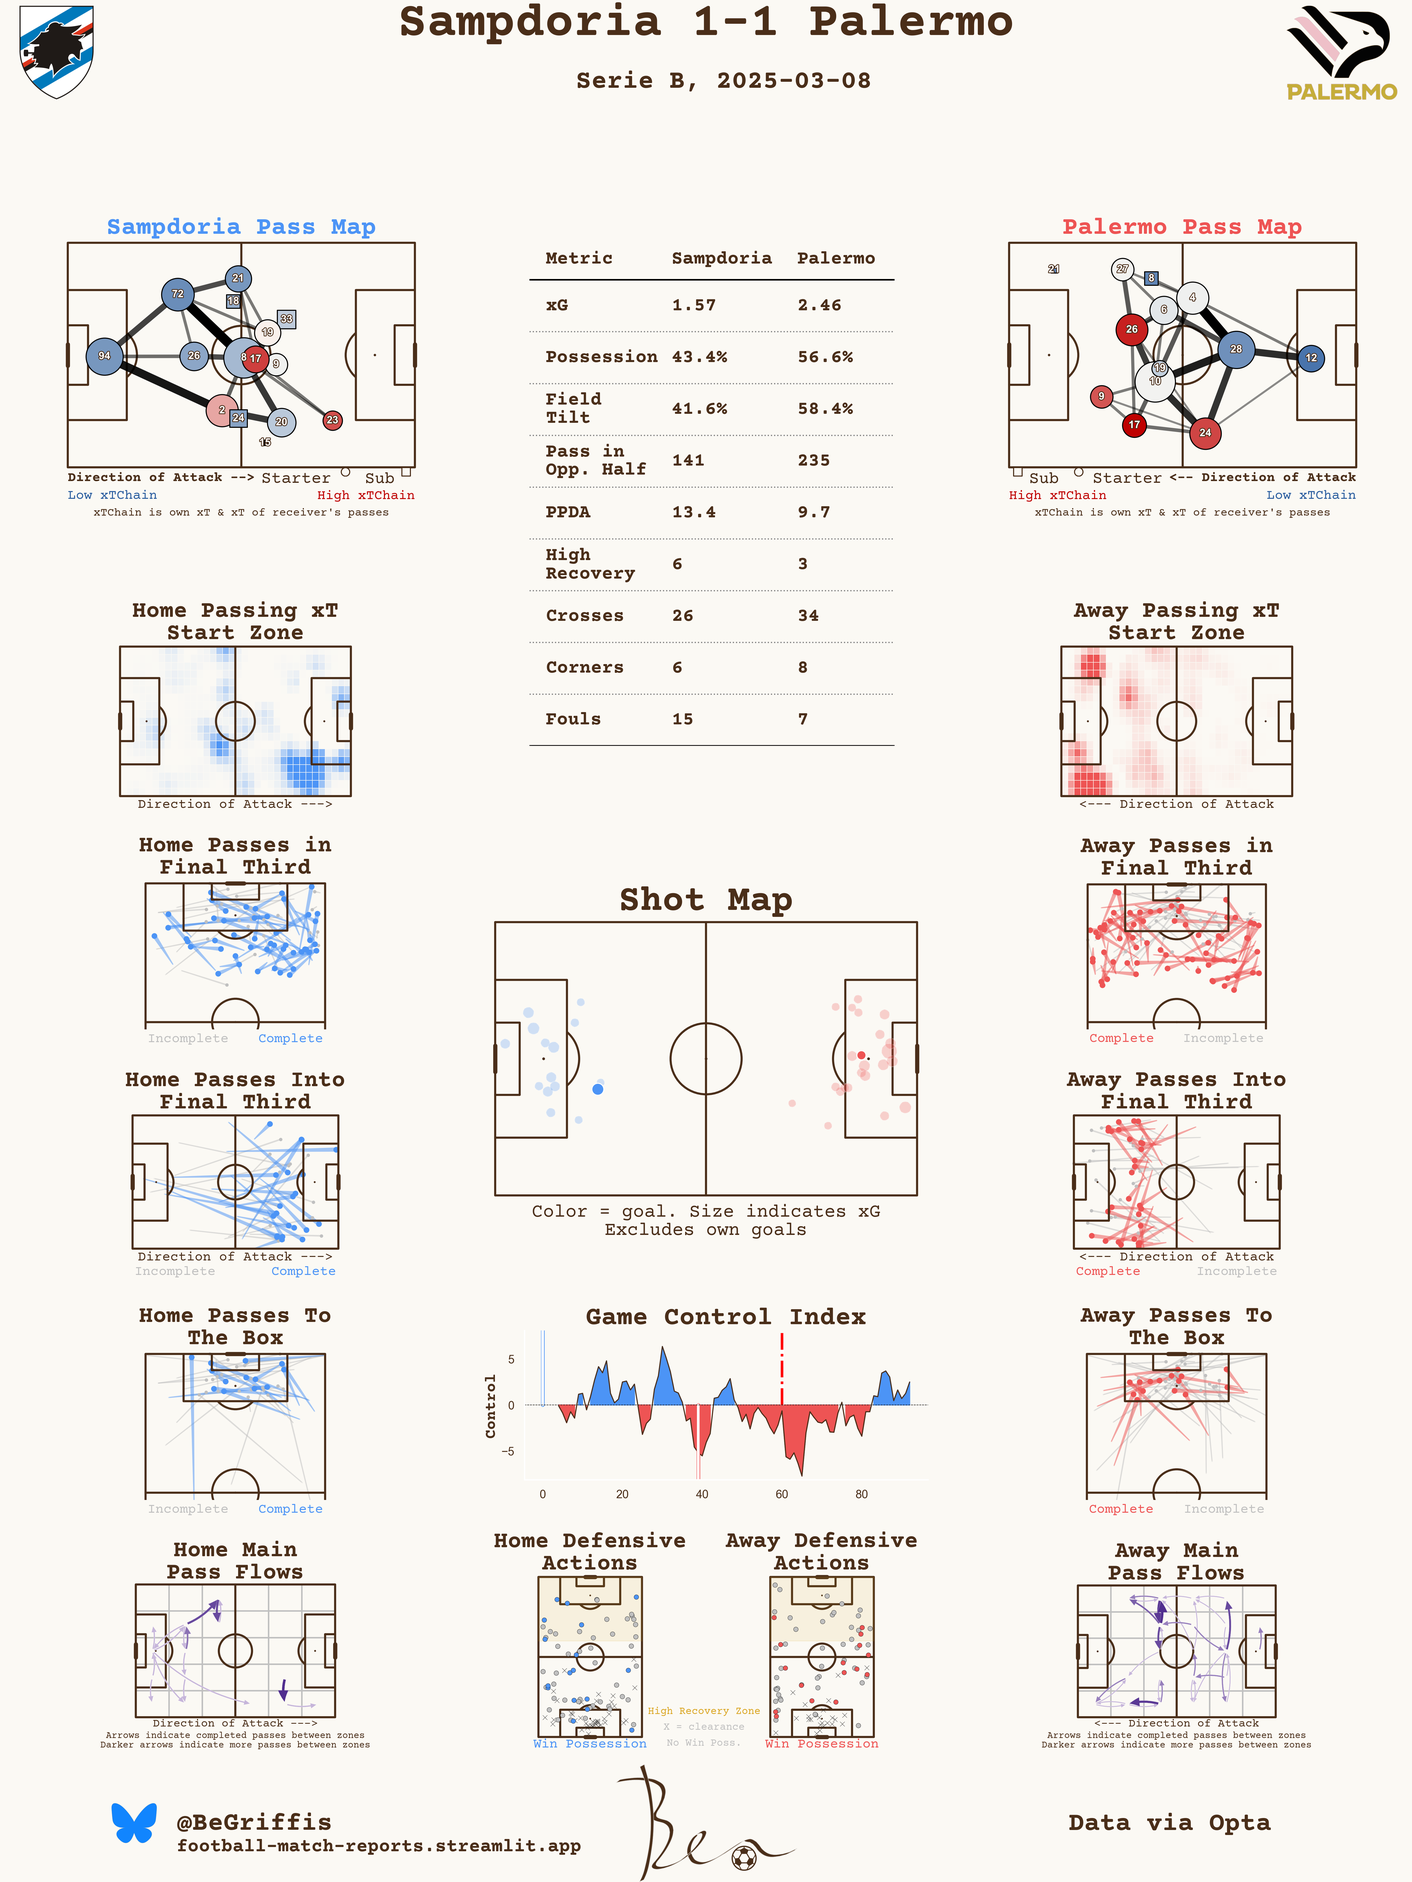 Sampdoria 1-1 Palermo
Serie B, 2025-03-08
PALERMO
Sampdoria Pass Map
21
72
18
33
19
94
26
8
17
9
2
24
20
23
15
Direction of Attack --> Starter Sub
Low xTChain High xTChain
xTChain is own xT & xT of receiver's passes
Metric Sampdoria Palermo
xG 1.57 2.46
Possession 43.4% 56.6%
Field Tilt 41.6% 58.4%
Pass in Opp. Half 141 235
PPDA 13.4 9.7
High Recovery 6 3
Crosses 26 34
Corners 6 8
Fouls 15 7
Palermo Pass Map
21
27
8
4
6
26
28
12
19
10
9
17
24
Sub Starter <-- Direction of Attack
High xTChain Low xTChain
xTChain is own xT & xT of receiver's passes
Home Passing xT
Start Zone
Direction of Attack --->
Away Passing xT
Start Zone
<--- Direction of Attack
Home Passes in
Final Third
Incomplete Complete
Away Passes in
Final Third
Complete Incomplete
Shot Map
Color = goal. Size indicates xG
Excludes own goals
Home Passes Into
Final Third
Direction of Attack --->
Incomplete Complete
Away Passes Into
Final Third
<--- Direction of Attack
Complete Incomplete
Home Passes To
The Box
Incomplete Complete
Game Control Index
Control
5
0
−5
0 20 40 60 80
Away Passes To
The Box
Complete Incomplete
Home Main
Pass Flows
Direction of Attack --->
Arrows indicate completed passes between zones
Darker arrows indicate more passes between zones
Home Defensive
Actions
Win Possession
High Recovery Zone
X = clearance
No Win Poss.
Away Defensive
Actions
Win Possession
Away Main
Pass Flows
<--- Direction of Attack
Arrows indicate completed passes between zones
Darker arrows indicate more passes between zones
@BeGriffis
football-match-reports.streamlit.app
Ben
Data via Opta